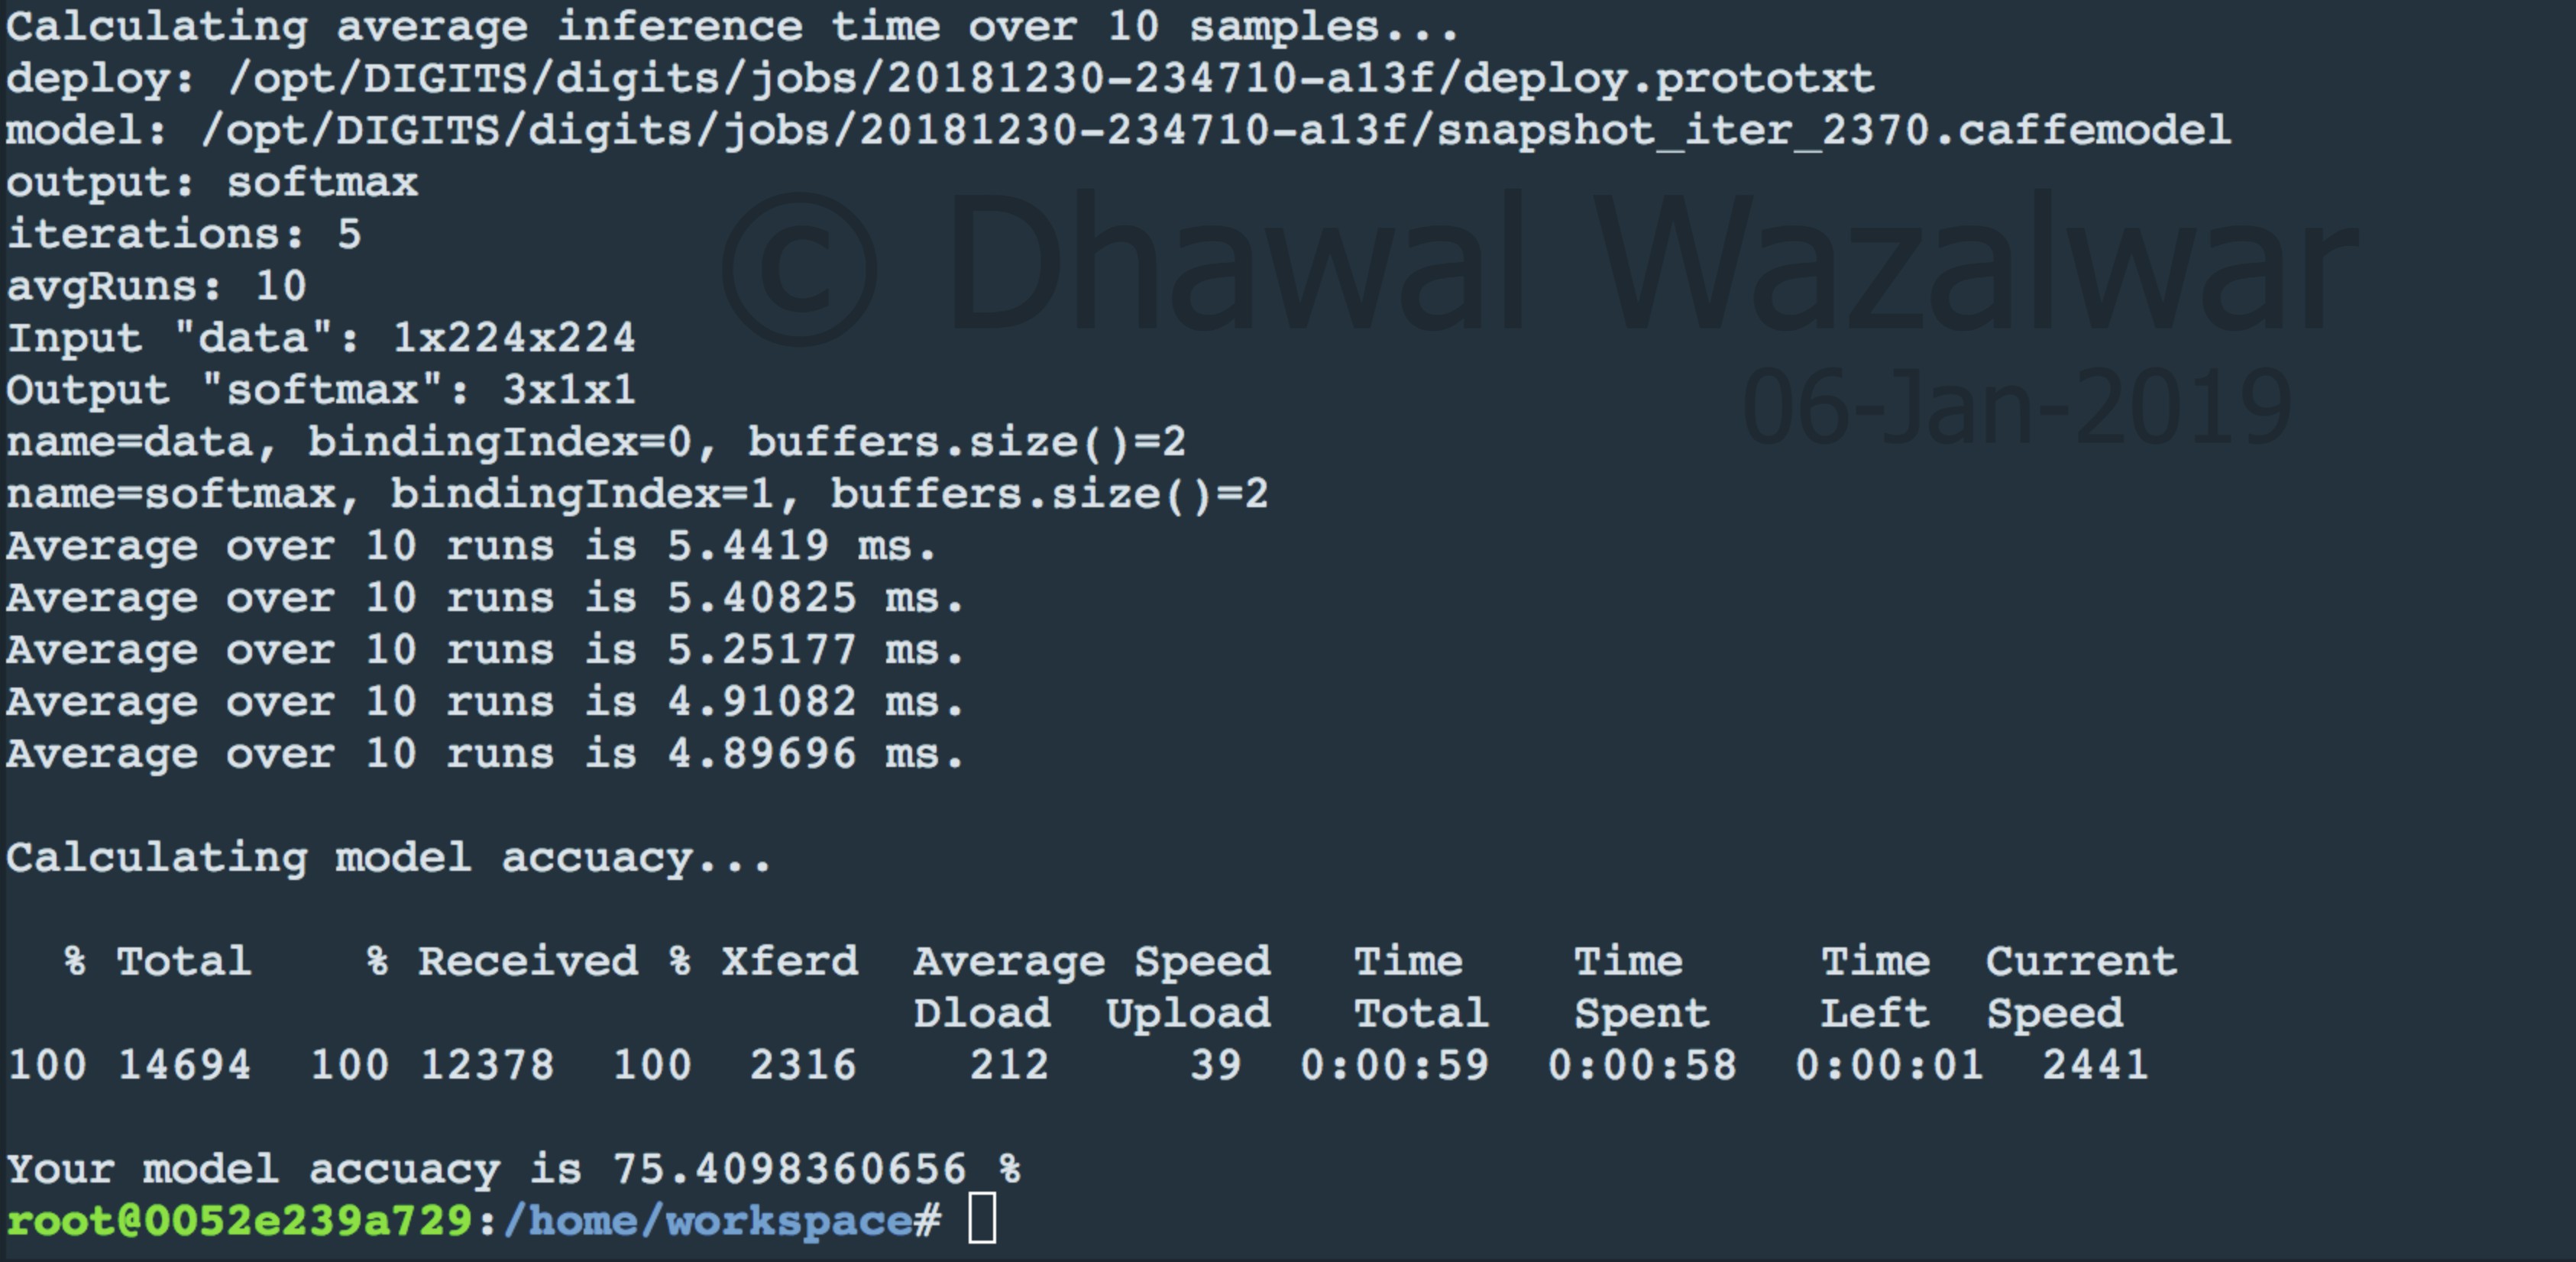 Calculating average inference time over 10 samples...
deploy: /opt/DIGITS/digits/jobs/20181230-234710-a13f/deploy.prototxt
model: /opt/DIGITS/digits/jobs/20181230-234710-a13f/snapshot_iter_2370.caffemodel
output: softmax
iterations: 5
avgRuns: 10
Input "data": 1x224x224
Output "softmax": 3x1x1
name=data, bindingIndex=0, buffers.size()=2
name=softmax, bindingIndex=1, buffers.size()=2
Average over 10 runs is 5.4419 ms.
Average over 10 runs is 5.40825 ms.
Average over 10 runs is 5.25177 ms.
Average over 10 runs is 4.91082 ms.
Average over 10 runs is 4.89696 ms.
Calculating model accuacy...
% Total % Received % Xferd Average Speed Time Time Time Current
Dload Upload Total Spent Left Speed
100 14694 100 12378 100 2316 212 39 0:00:59 0:00:58 0:00:01 2441
Your model accuacy is 75.4098360656 %
root@0052e239a729:/home/workspace#
© Dhawal Wazalwar
06-Jan-2019